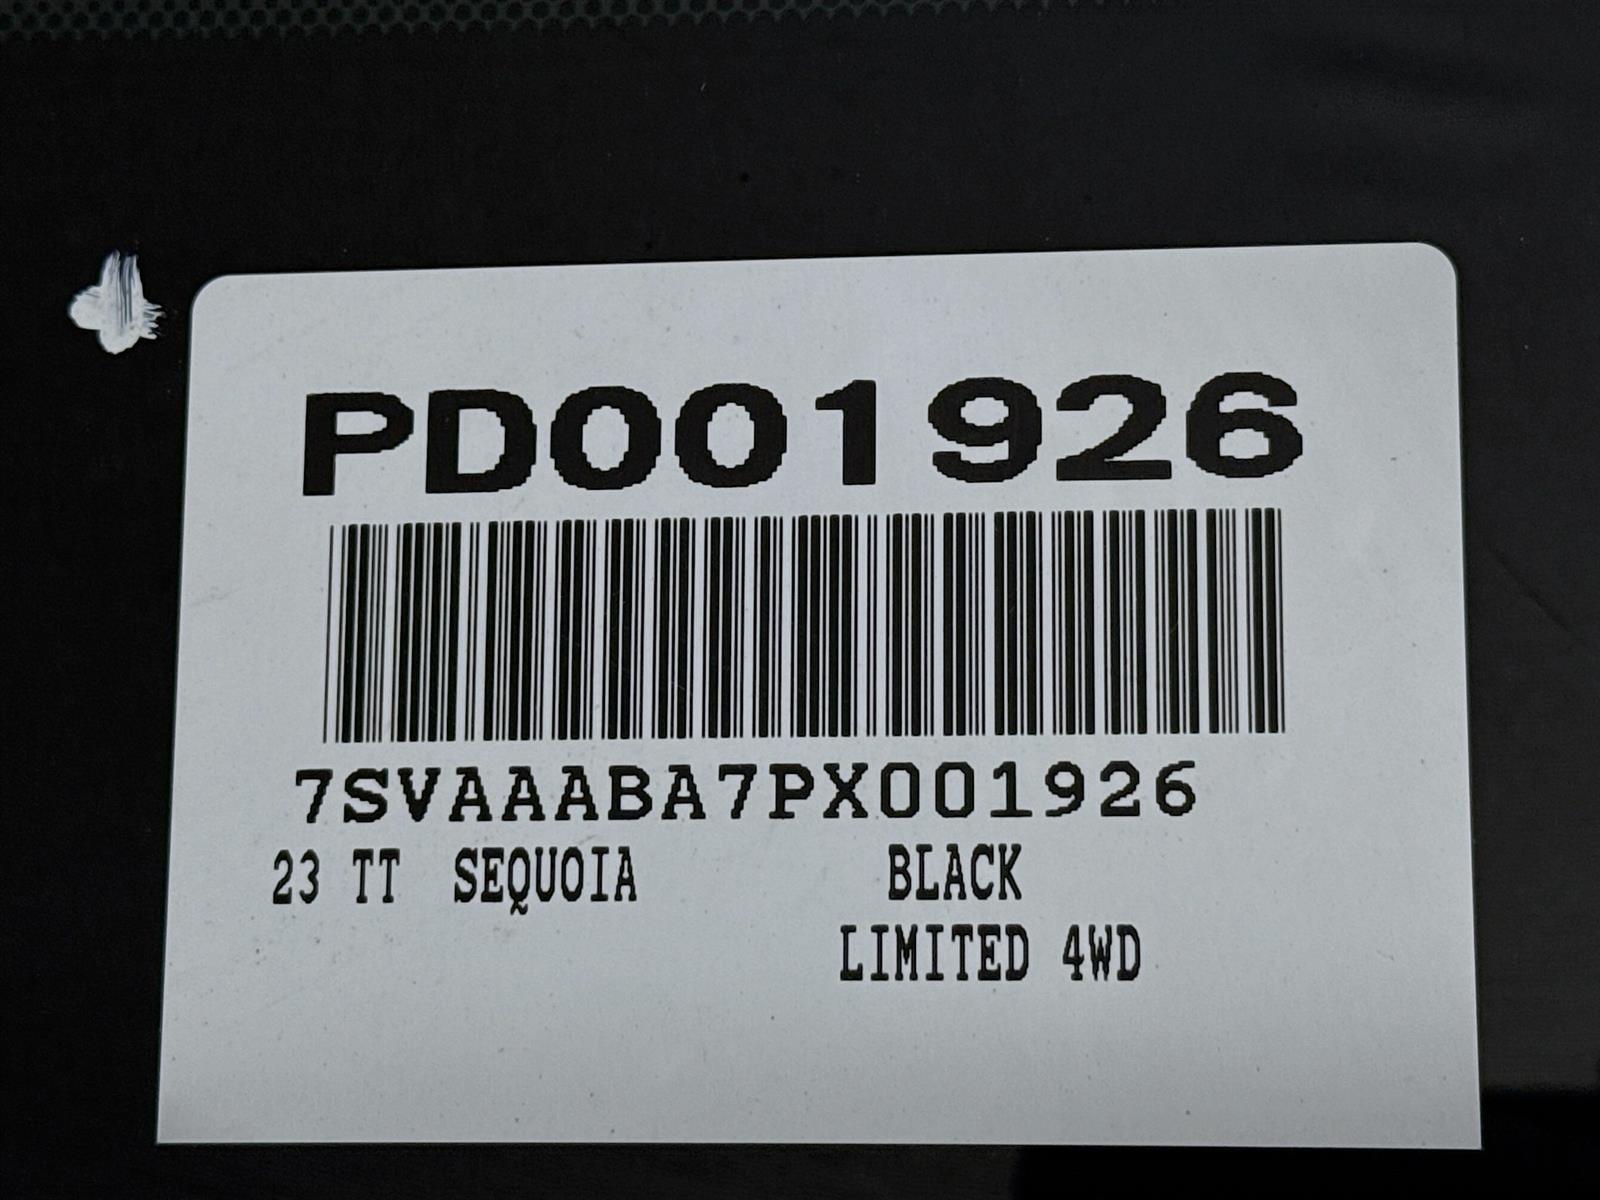 PD001926
7SVAAABA7PX001926
23 TT SEQUOIA BLACK
LIMITED 4WD